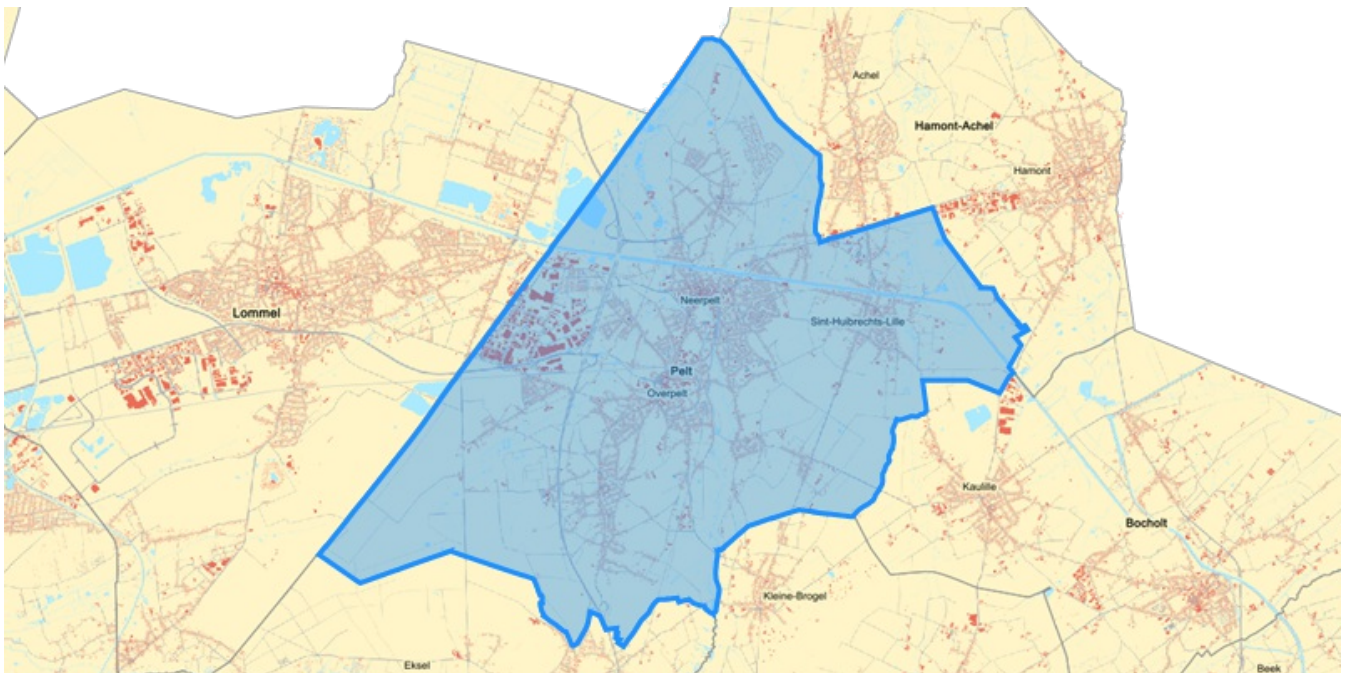 Achel
Hamont-Achel
Hamont
Neerpelt
Lommel
Sint-Huibrechts-Lille
Pelt
Overpelt
Kaulille
Bocholt
Kleine-Brogel
Eksel
Beek